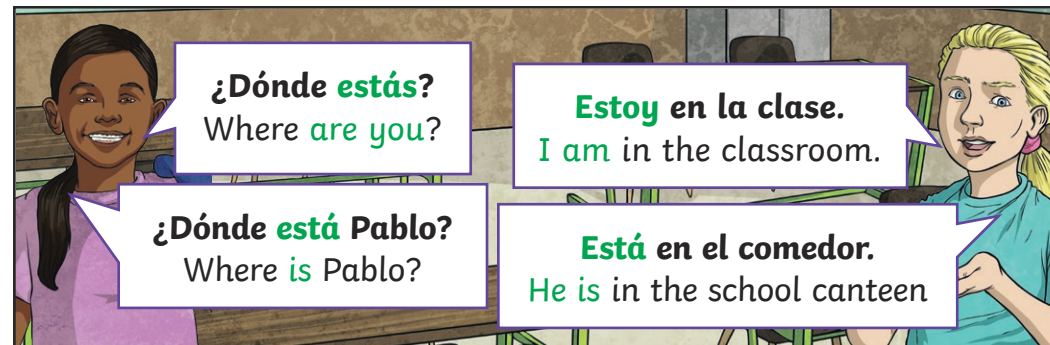 ¿Dónde estás?
Where are you?
Estoy en la clase.
I am in the classroom.
¿Dónde está Pablo?
Where is Pablo?
Está en el comedor.
He is in the school canteen